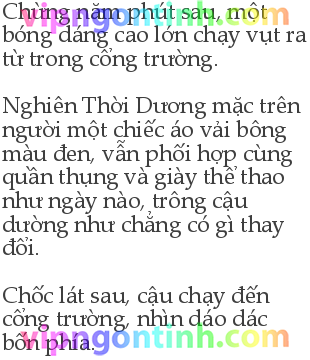 vipngontinh.com
Chừng năm phút sau, một
bóng dáng cao lớn chạy vụt ra
từ trong cổng trường.
Nghiên Thời Dương mặc trên
người một chiếc áo vải bông
màu đen, vẫn phối hợp cùng
quần thụng và giày thể thao
như ngày nào, trông cậu
dường như chẳng có gì thay
đổi.
Chốc lát sau, cậu chạy đến
cổng trường, nhìn dáo dác
bốn phía.
vipngontinh.com